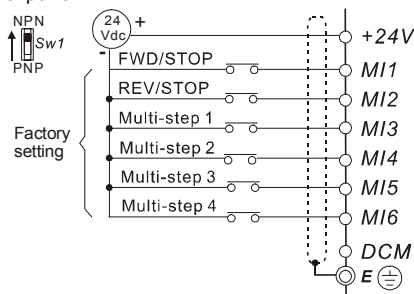 NPN
Sw1
PNP
24
Vdc
+
-
+24V
FWD/STOP
MI1
REV/STOP
MI2
Multi-step 1
MI3
Factory
setting
Multi-step 2
MI4
Multi-step 3
MI5
Multi-step 4
MI6
DCM
E